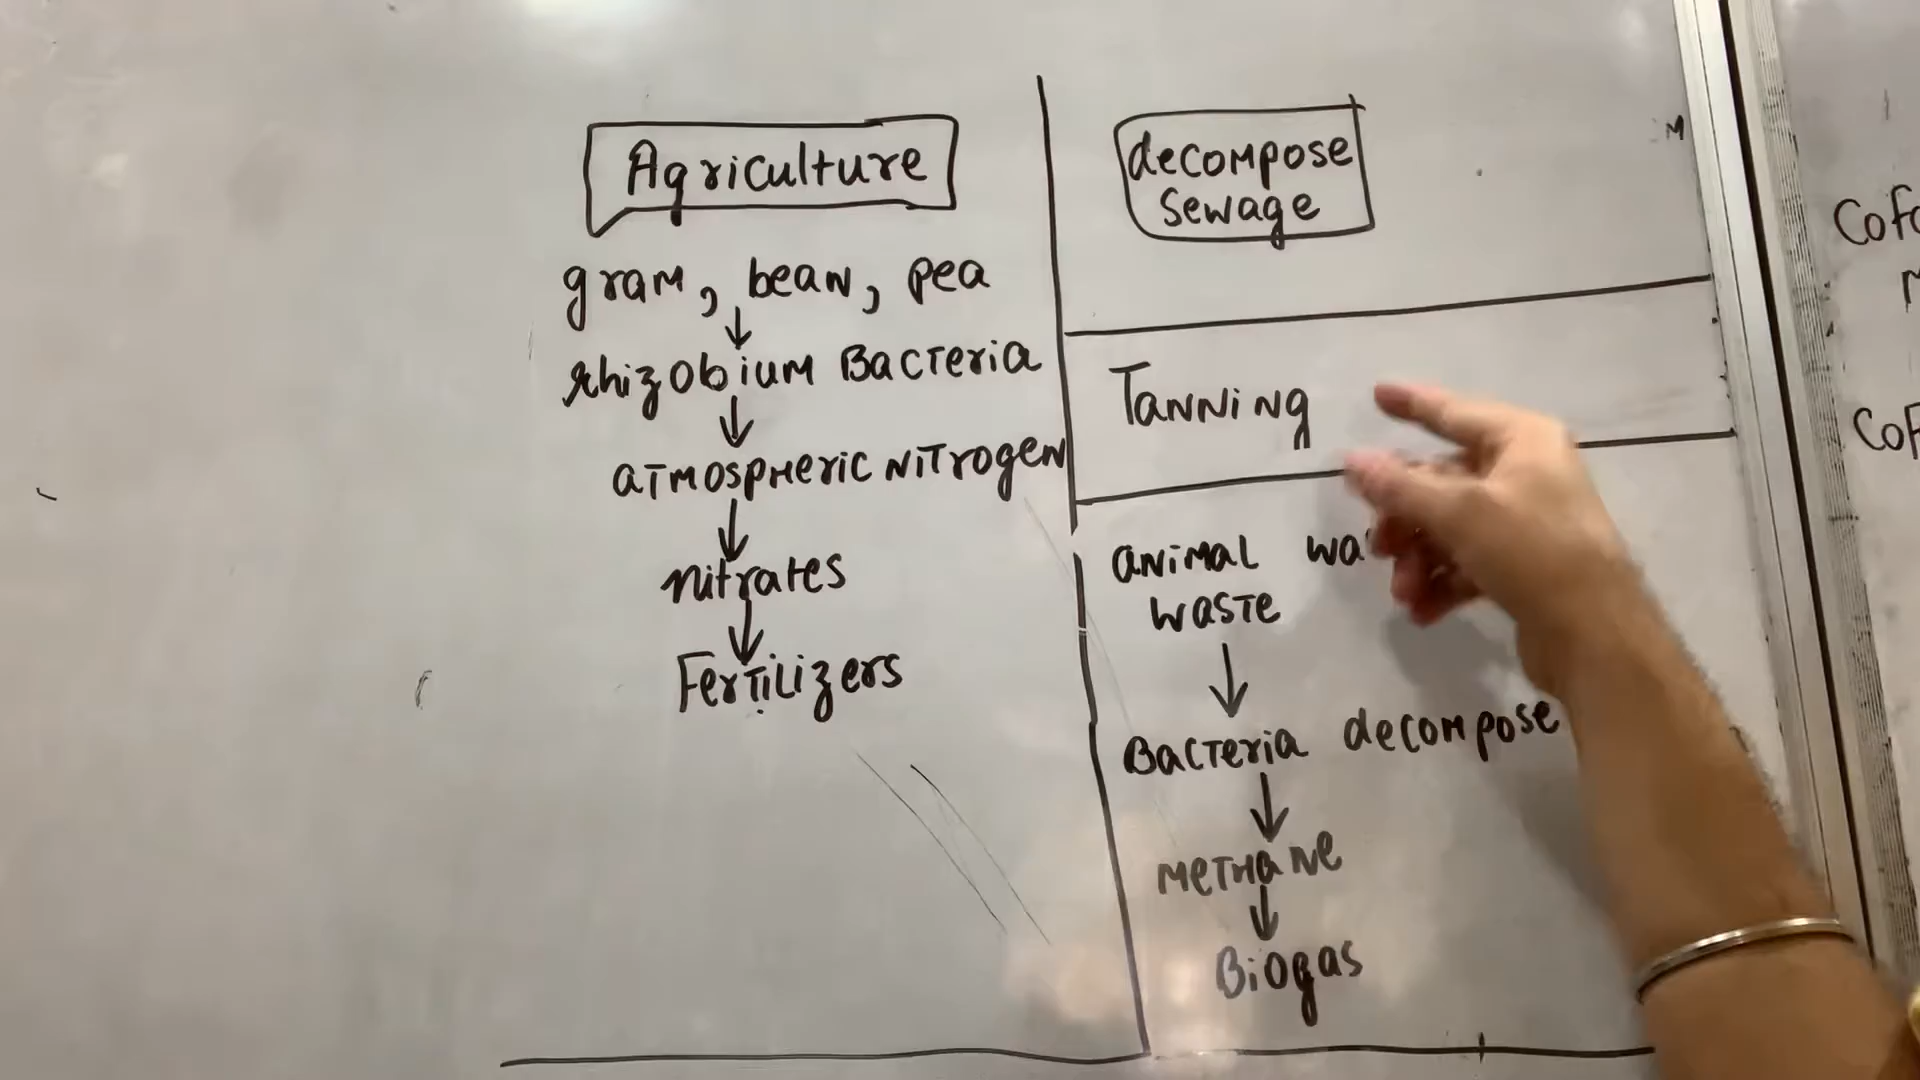 Agriculture
gram, bean, pea
rhizobium Bacteria
Atmospheric Nitrogen
nitrates
Fertilizers
decompose
sewage
Tanning
animal
waste
Bacteria decompose
Methane
Biogas
M